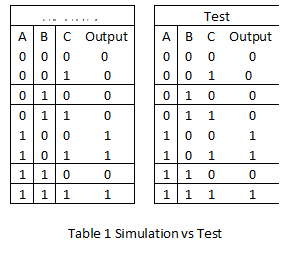 Test
A B C Output A B C Output
0 0 0 0 0 0 0 0
0 0 1 0 0 0 1 0
0 1 0 0 0 1 0 0
0 1 1 0 0 1 1 0
1 0 0 1 1 0 0 1
1 0 1 1 1 0 1 1
1 1 0 0 1 1 0 0
1 1 1 1 1 1 1 1
Table 1 Simulation vs Test